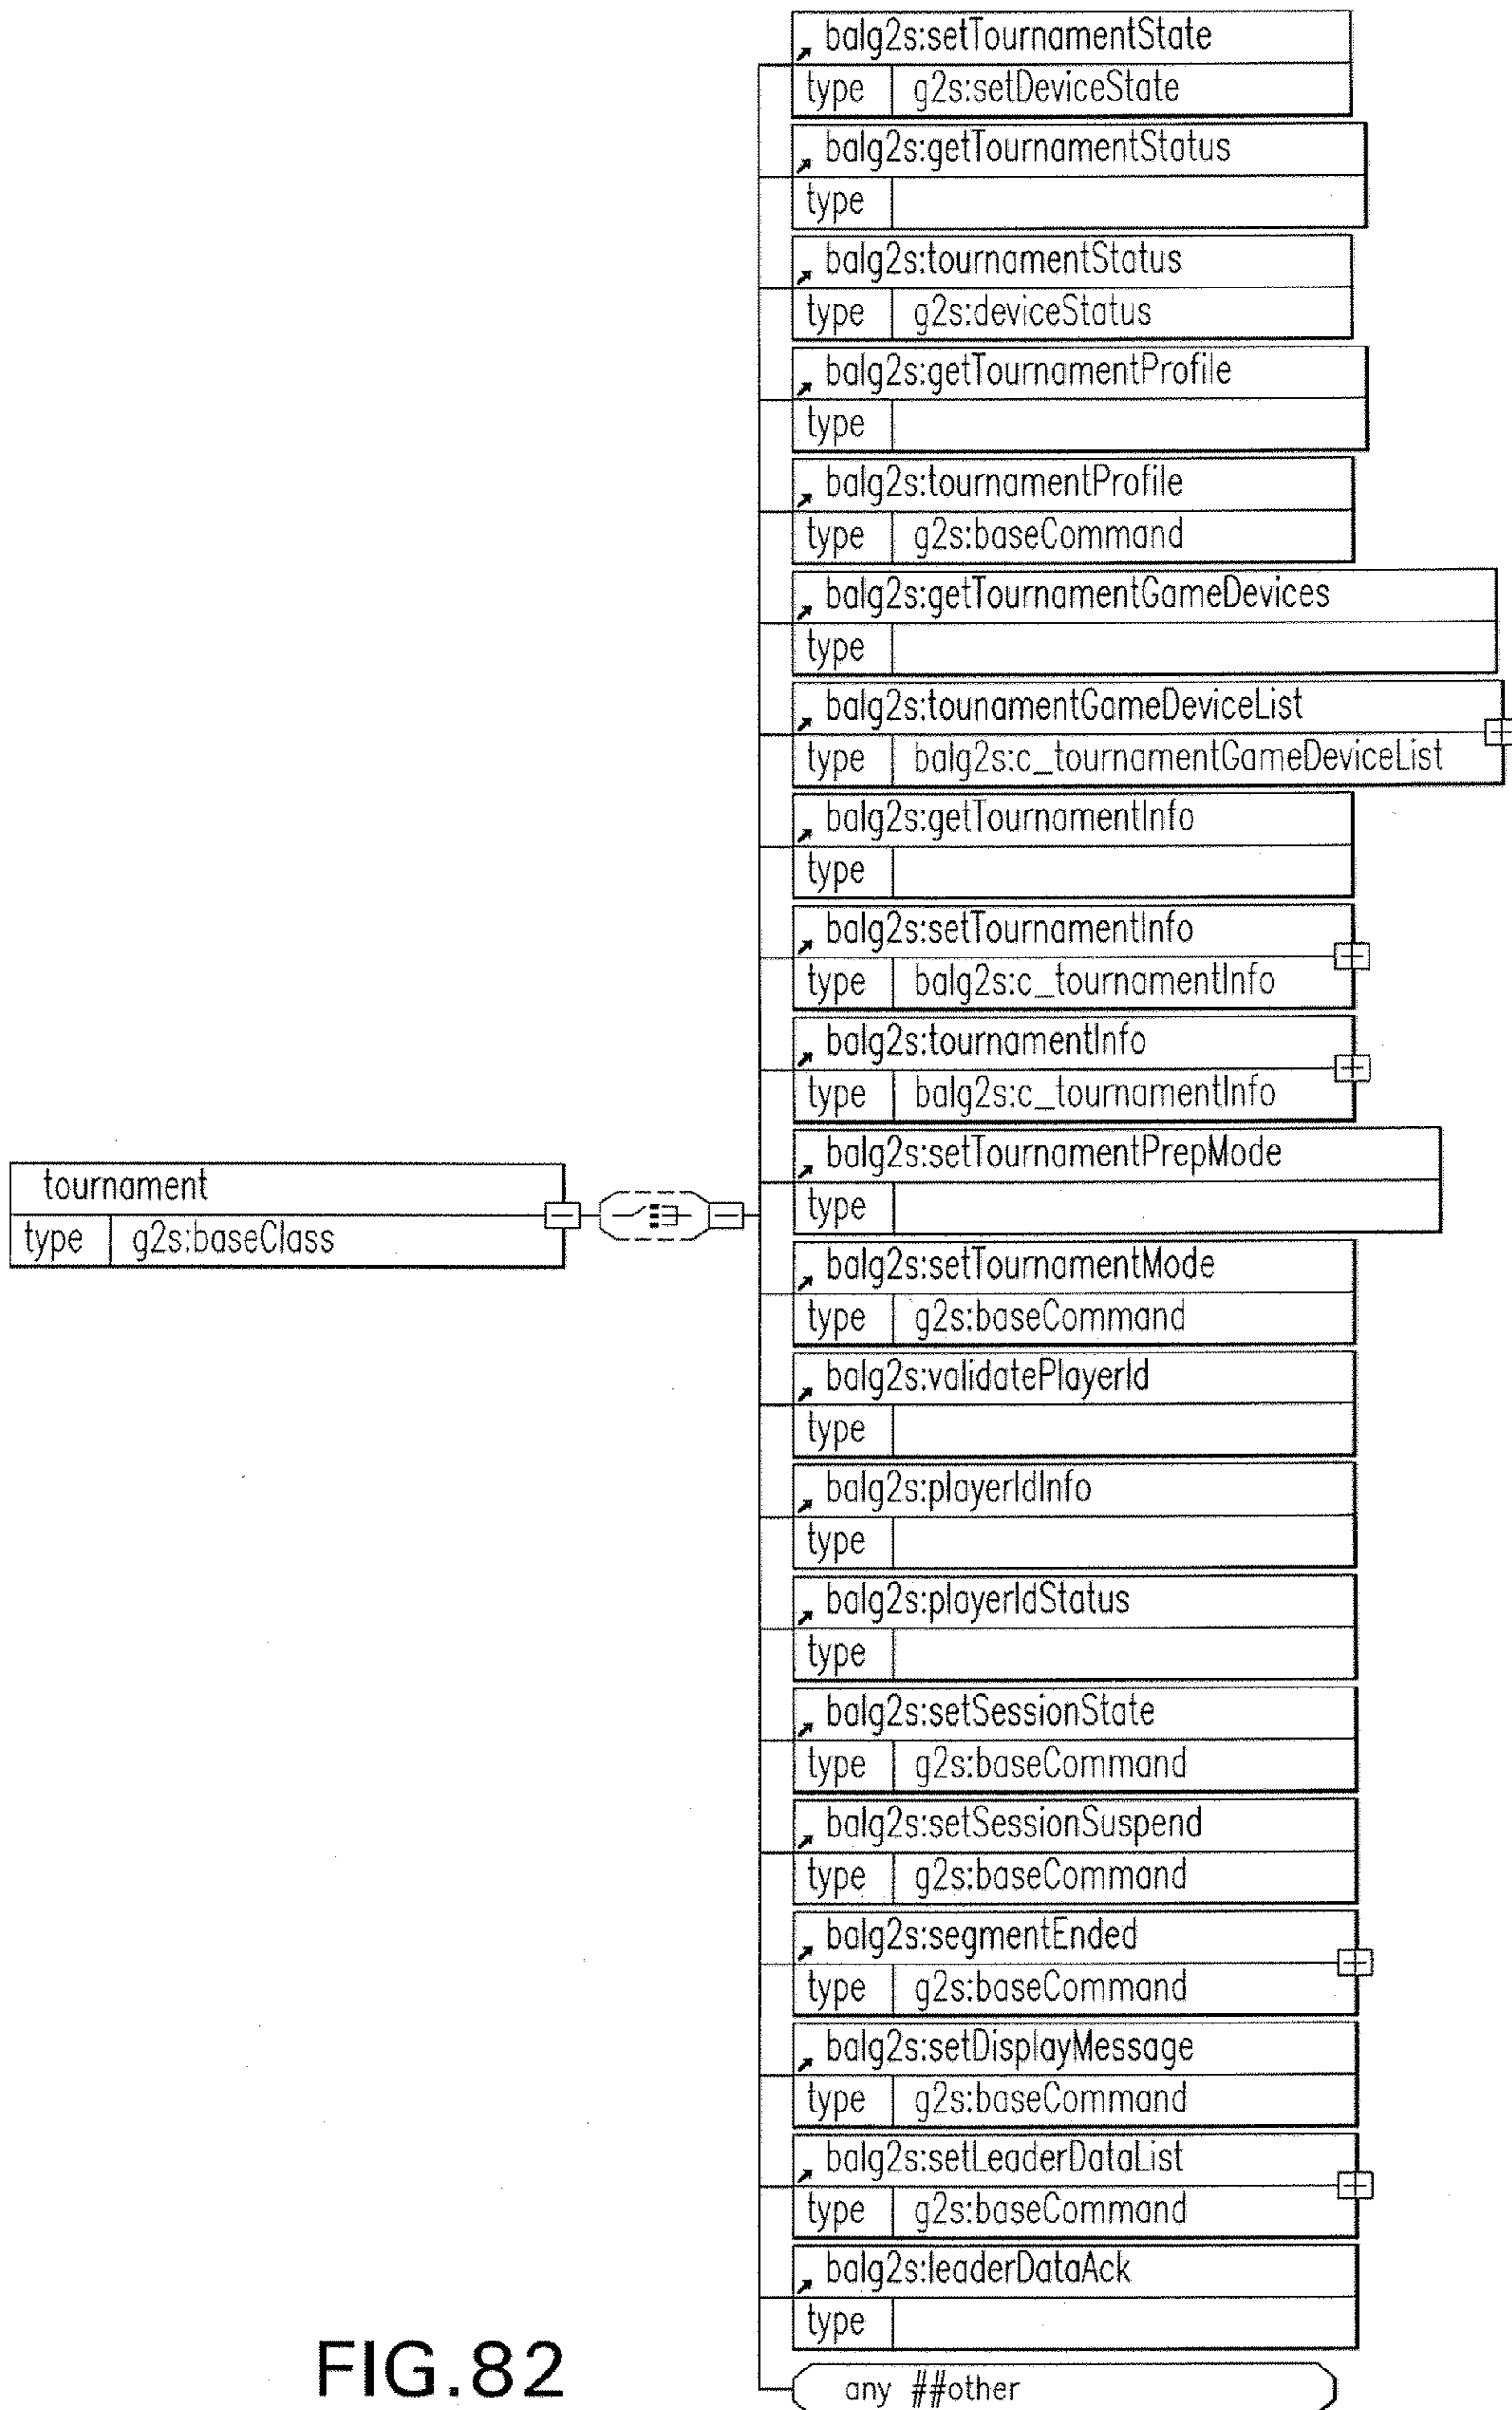 balg2s:setTournamentState
type g2s:setDeviceState
balg2s:getTournamentStatus
type
balg2s:tournamentStatus
type g2s:deviceStatus
balg2s:getTournamentProfile
type
balg2s:tournamentProfile
type g2s:baseCommand
balg2s:getTournamentGameDevices
type
balg2s:tounamentGameDeviceList
type balg2s:c_tournamentGameDeviceList
balg2s:getTournamentInfo
type
balg2s:setTournamentInfo
type balg2s:c_tournamentInfo
balg2s:tournamentInfo
type balg2s:c_tournamentInfo
balg2s:setTournamentPrepMode
type
tournament
type g2s:baseClass
balg2s:setTournamentMode
type g2s:baseCommand
balg2s:validatePlayerId
type
balg2s:playerIdInfo
type
balg2s:playerIdStatus
type
balg2s:setSessionState
type g2s:baseCommand
balg2s:setSessionSuspend
type g2s:baseCommand
balg2s:segmentEnded
type g2s:baseCommand
balg2s:setDisplayMessage
type g2s:baseCommand
balg2s:setLeaderDataList
type g2s:baseCommand
balg2s:leaderDataAck
type
any ##other
FIG.82